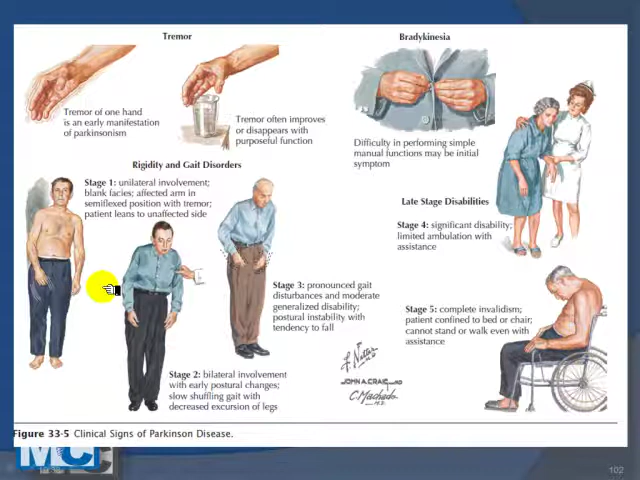 Tremor
Tremor of one hand
is an early manifestation
of parkinsonism
Tremor often improves
or disappears with
purposeful function
Bradykinesia
Difficulty in performing simple
manual functions may be initial
symptom
Rigidity and Gait Disorders
Stage 1: unilateral involvement;
blank facies; affected arm in
semiflexed position with tremor;
patient leans to unaffected side
Stage 2: bilateral involvement
with early postural changes;
slow shuffling gait with
decreased excursion of legs
Stage 3: pronounced gait
disturbances and moderate
generalized disability;
postural instability with
tendency to fall
Late Stage Disabilities
Stage 4: significant disability;
limited ambulation with
assistance
Stage 5: complete invalidism;
patient confined to bed or chair;
cannot stand or walk even with
assistance
F. Netter
M.D.
JOHN A. CRAIG MD
C. Machado
M.D.
Figure 33-5 Clinical Signs of Parkinson Disease.
102